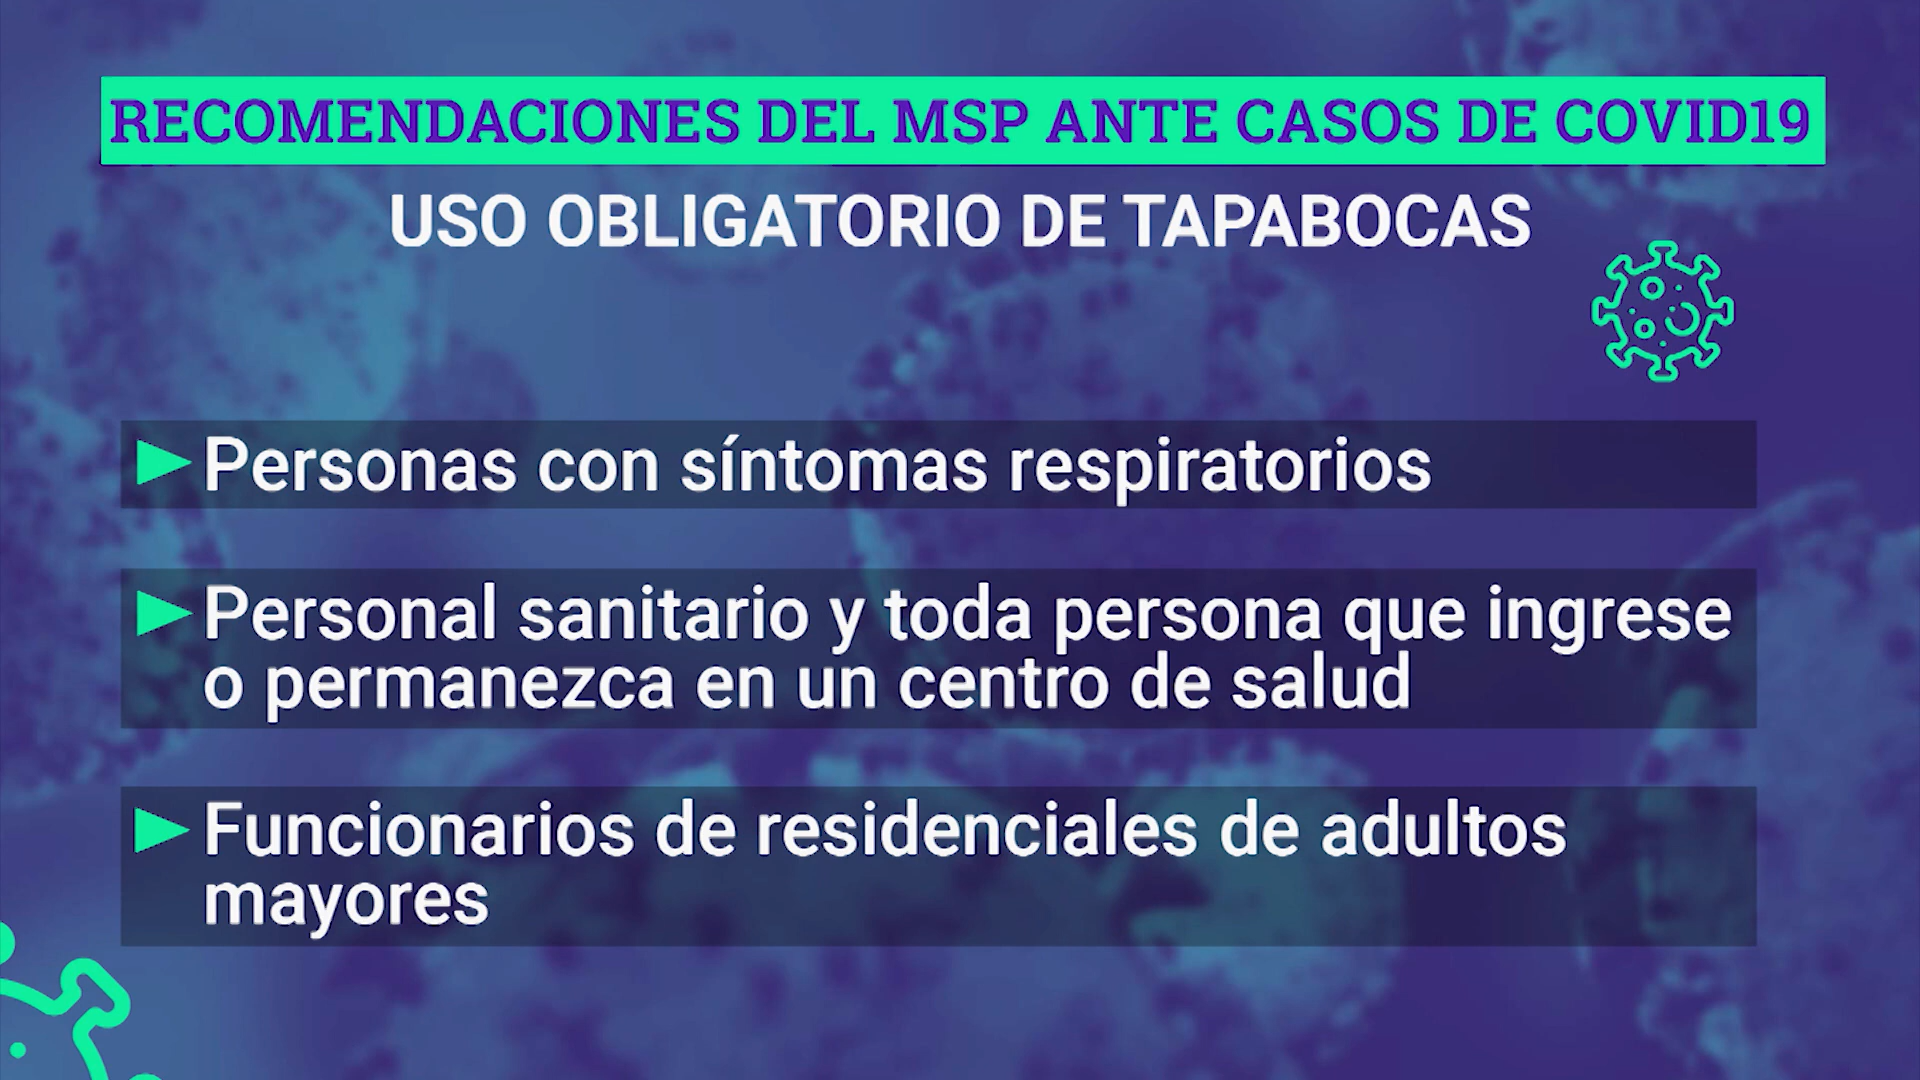 RECOMENDACIONES DEL MSP ANTE CASOS DE COVID19
USO OBLIGATORIO DE TAPABOCAS
Personas con síntomas respiratorios
Personal sanitario y toda persona que ingrese
o permanezca en un centro de salud
Funcionarios de residenciales de adultos
mayores